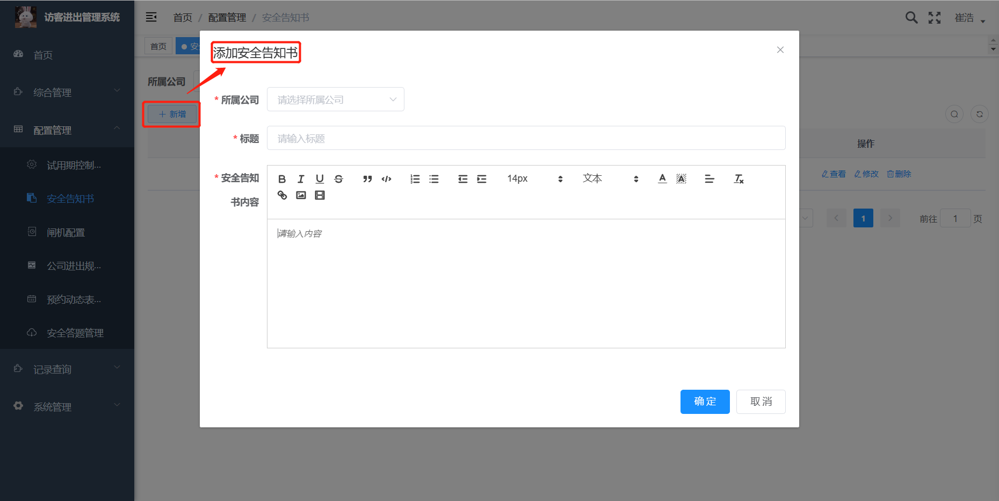 访客进出管理系统
首页 / 配置管理 / 安全告知书
崔浩
首页
综合管理
配置管理
试用期控制...
安全告知书
闸机配置
公司进出规...
预约动态表...
安全答题管理
记录查询
系统管理
首页
安
所属公司
新增
添加安全告知书
* 所属公司
请选择所属公司
* 标题
请输入标题
* 安全告知
书内容
14px
文本
请输入内容
确定
取消
操作
查看 修改 删除
1
前往 1 页